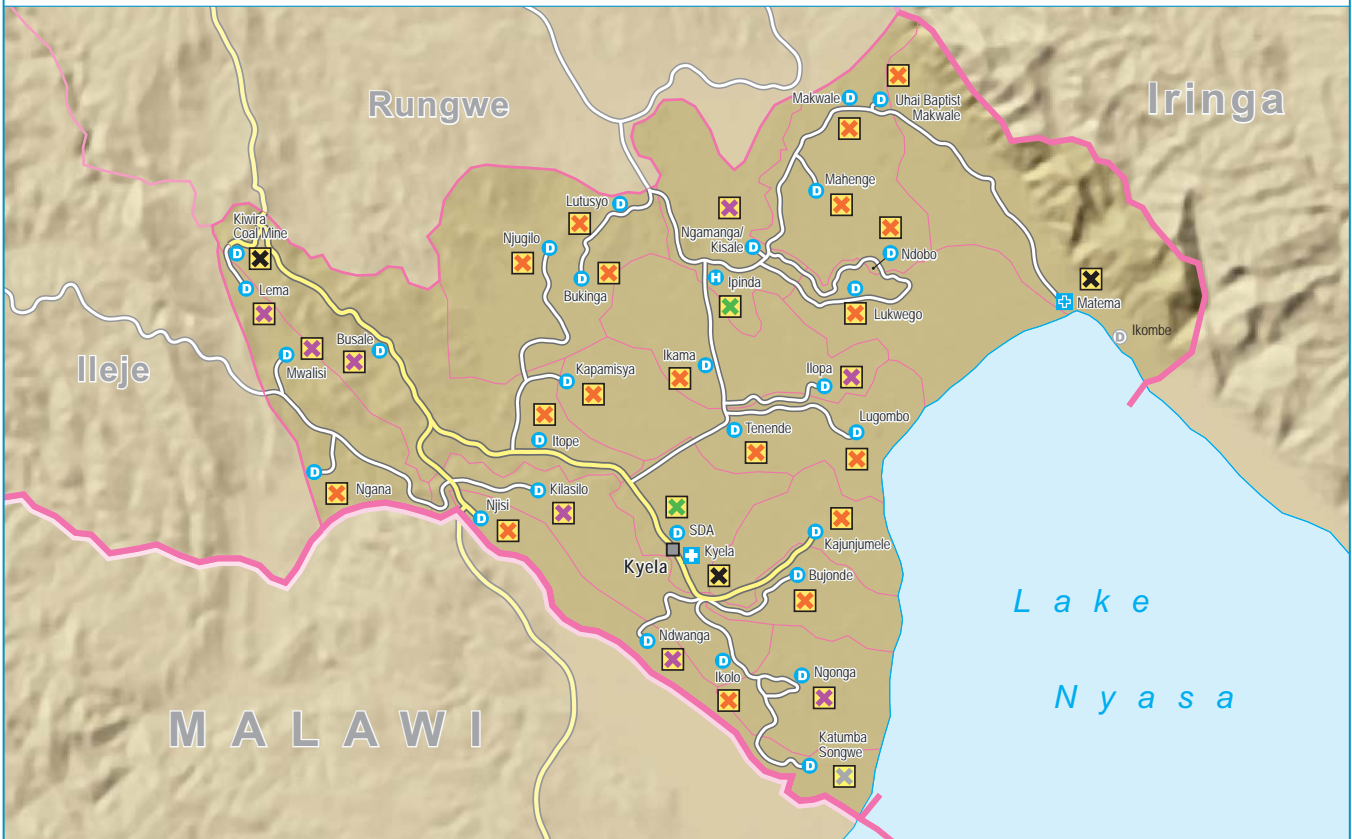 Iringa
Rungwe
Makwale
D
D
Uhai Baptist
Makwale
Mahenge
D
Lutusyo
D
Kiwira
Coal Mine
D
Ngamanga/
Kisale
D
Njugilo
D
D
Ndobo
Bukinga
D
H
Ipinda
D
Lukwego
D
Lema
Matema
D
Ikombe
Ileje
Busale
D
D
Mwalisi
Ikama
D
Kapamisya
D
Ilopa
D
Lugombo
D
D
Tenende
D
Itope
D
Ngana
D
Kilasilo
Njisi
D
D
SDA
Kyela
Kyela
D
Kajunjumele
D
Bujonde
Lake
Nyasa
D
Ndwanga
D
Ikolo
D
Ngonga
MALAWI
Katumba
Songwe
D